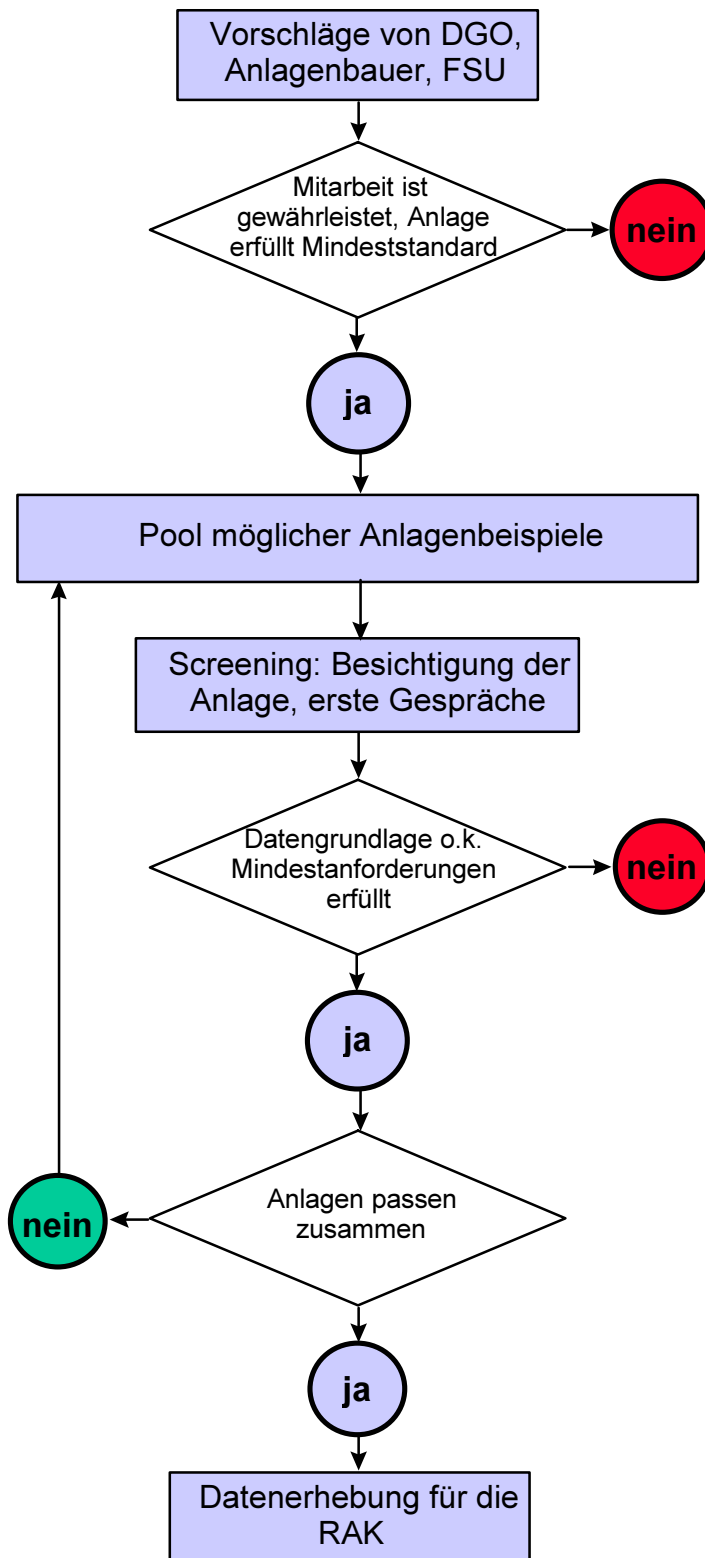 Vorschläge von DGO,
Anlagenbauer, FSU
Mitarbeit ist
gewährleistet, Anlage
erfüllt Mindeststandard
nein
ja
Pool möglicher Anlagenbeispiele
Screening: Besichtigung der
Anlage, erste Gespräche
Datengrundlage o.k.
Mindestanforderungen
erfüllt
nein
ja
Anlagen passen
zusammen
nein
ja
Datenerhebung für die
RAK